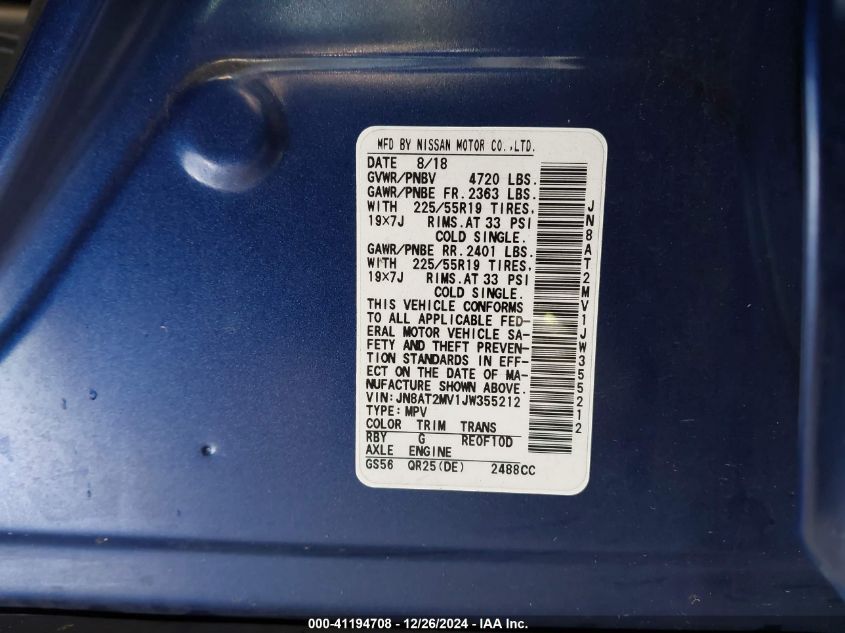 MFD BY NISSAN MOTOR CO.,LTD.
DATE 8/18
GVWR/PNBV 4720 LBS.
GAWR/PNBE FR. 2363 LBS.
WITH 225/55R19 TIRES,
19×7J RIMS.AT 33 PSI
COLD SINGLE.
GAWR/PNBE RR. 2401 LBS.
WITH 225/55R19 TIRES,
19×7J RIMS.AT 33 PSI
COLD SINGLE.
THIS VEHICLE CONFORMS
TO ALL APPLICABLE FED-
ERAL MOTOR VEHICLE SA-
FETY AND THEFT PREVEN-
TION STANDARDS IN EFF-
ECT ON THE DATE OF MA-
NUFACTURE SHOWN ABOVE.
VIN:JN8AT2MV1JW355212
TYPE:MPV
COLOR TRIM TRANS
RBY G RE0F10D
AXLE ENGINE
GS56 QR25(DE) 2488CC
JN8AT2MV1JW355212
000-41194708 - 12/26/2024 - IAA Inc.